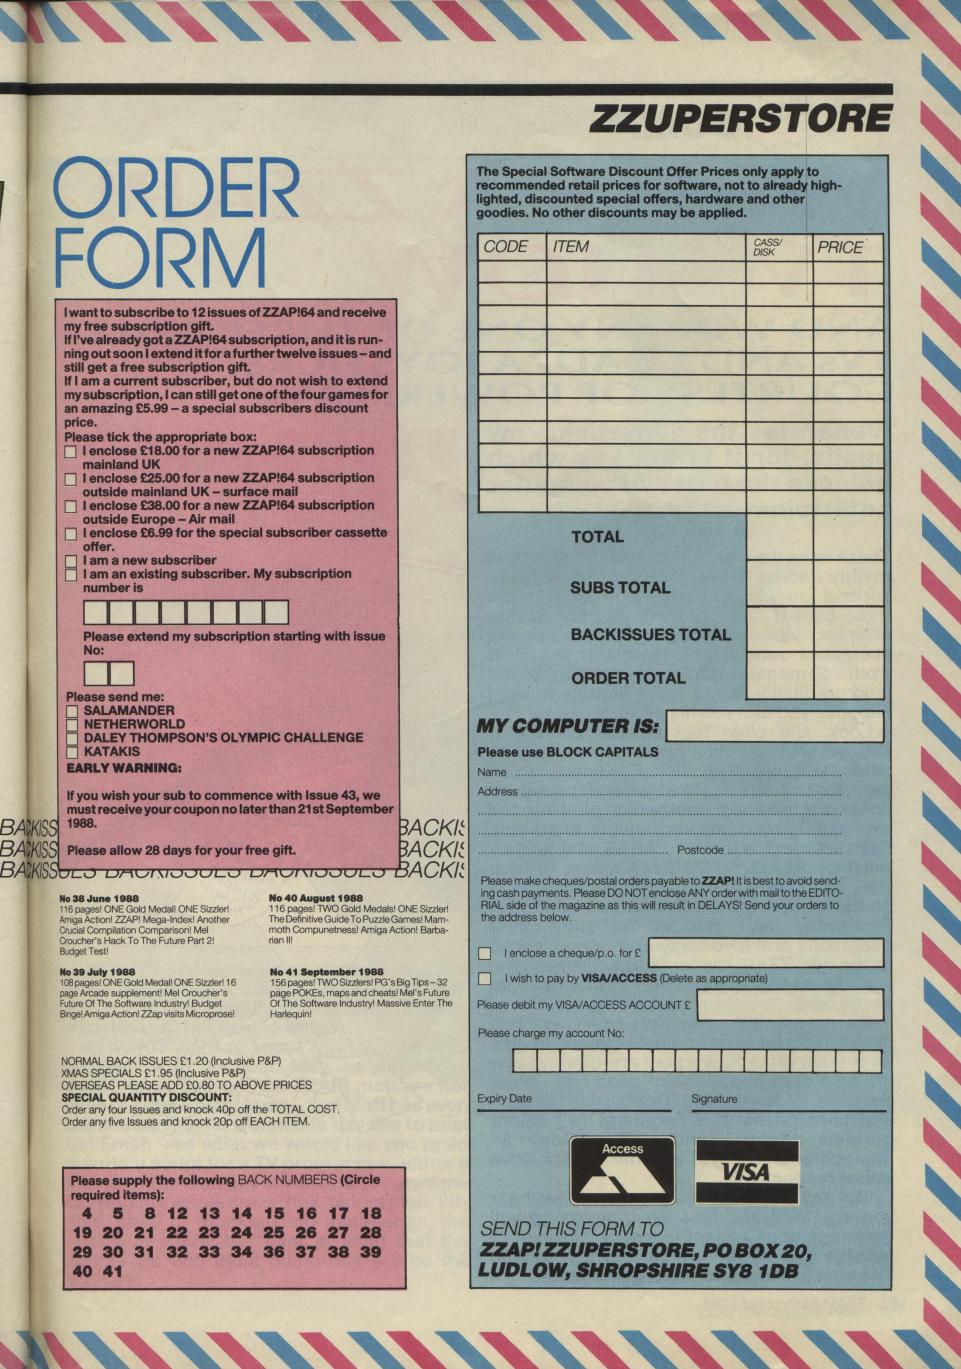 ZZUPERSTORE
ORDER
FORM
I want to subscribe to 12 issues of ZZAP!64 and receive
my free subscription gift.
If I've already got a ZZAP!64 subscription, and it is run-
ning out soon I extend it for a further twelve issues – and
still get a free subscription gift.
If I am a current subscriber, but do not wish to extend
my subscription, I can still get one of the four games for
an amazing £5.99 – a special subscribers discount
price.
Please tick the appropriate box:
I enclose £18.00 for a new ZZAP!64 subscription
mainland UK
I enclose £25.00 for a new ZZAP!64 subscription
outside mainland UK – surface mail
I enclose £38.00 for a new ZZAP!64 subscription
outside Europe – Air mail
I enclose £6.99 for the special subscriber cassette
offer.
I am a new subscriber
I am an existing subscriber. My subscription
number is
Please extend my subscription starting with issue
No:
Please send me:
SALAMANDER
NETHERWORLD
DALEY THOMPSON'S OLYMPIC CHALLENGE
KATAKIS
EARLY WARNING:
If you wish your sub to commence with Issue 43, we
must receive your coupon no later than 21st September
1988.
Please allow 28 days for your free gift.
BACKISS BACKIS
BACKISS BACKIS
BACKISSUES BACKISSUES BACKISSUES BACKIS
No 38 June 1988
116 pages! ONE Gold Medal! ONE Sizzler!
Amiga Action! ZZAP! Mega-Index! Another
Crucial Compilation Comparison! Mel
Croucher's Hack To The Future Part 2!
Budget Test!
No 39 July 1988
108 pages! ONE Gold Medal! ONE Sizzler! 16
page Arcade supplement! Mel Croucher's
Future Of The Software Industry! Budget
Binge! Amiga Action! ZZap visits Microprose!
No 40 August 1988
116 pages! TWO Gold Medals! ONE Sizzler!
The Definitive Guide To Puzzle Games! Mam-
moth Compunetness! Amiga Action! Barba-
rian II!
No 41 September 1988
156 pages! TWO Sizzlers! PG's Big Tips – 32
page POKEs, maps and cheats! Mel's Future
Of The Software Industry! Massive Enter The
Harlequin!
NORMAL BACK ISSUES £1.20 (Inclusive P&P)
XMAS SPECIALS £1.95 (Inclusive P&P)
OVERSEAS PLEASE ADD £0.80 TO ABOVE PRICES
SPECIAL QUANTITY DISCOUNT:
Order any four Issues and knock 40p off the TOTAL COST.
Order any five Issues and knock 20p off EACH ITEM.
Please supply the following BACK NUMBERS (Circle
required items):
4 5 8 12 13 14 15 16 17 18
19 20 21 22 23 24 25 26 27 28
29 30 31 32 33 34 36 37 38 39
40 41
The Special Software Discount Offer Prices only apply to
recommended retail prices for software, not to already high-
lighted, discounted special offers, hardware and other
goodies. No other discounts may be applied.
CODE ITEM CASS/ PRICE
DISK
TOTAL
SUBS TOTAL
BACKISSUES TOTAL
ORDER TOTAL
MY COMPUTER IS:
Please use BLOCK CAPITALS
Name
Address
Postcode
Please make cheques/postal orders payable to ZZAP! It is best to avoid send-
ing cash payments. Please DO NOT enclose ANY order with mail to the EDITO-
RIAL side of the magazine as this will result in DELAYS! Send your orders to
the address below.
I enclose a cheque/p.o. for £
I wish to pay by VISA/ACCESS (Delete as appropriate)
Please debit my VISA/ACCESS ACCOUNT £
Please charge my account No:
Expiry Date Signature
Access
VISA
SEND THIS FORM TO
ZZAP! ZZUPERSTORE, PO BOX 20,
LUDLOW, SHROPSHIRE SY8 1DB